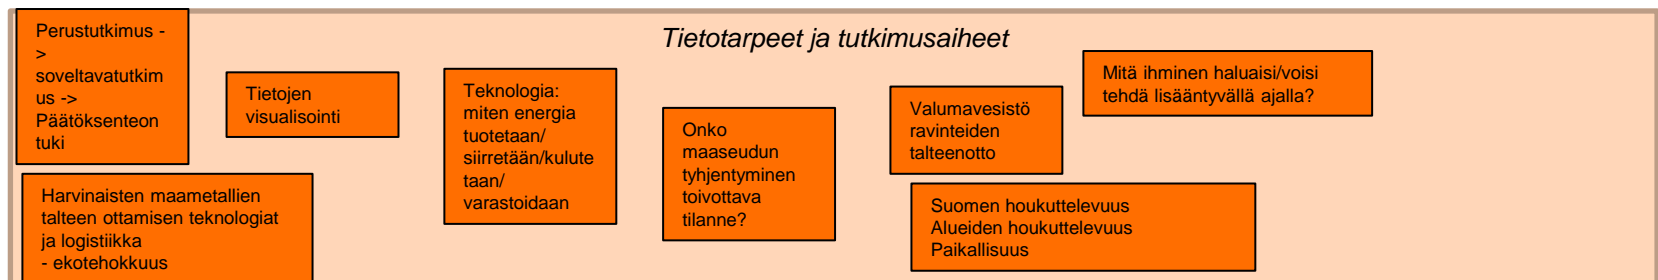 Tietotarpeet ja tutkimusaiheet
Perustutkimus -
>
soveltavatutkim
us ->
Päätöksenteon
tuki
Tietojen
visualisointi
Teknologia:
miten energia
tuotetaan/
siirretään/kulute
taan/
varastoidaan
Onko
maaseudun
tyhjentyminen
toivottava
tilanne?
Valumavesistö
ravinteiden
talteenotto
Mitä ihminen haluaisi/voisi
tehdä lisääntyvällä ajalla?
Harvinaisten maametallien
talteen ottamisen teknologiat
ja logistiikka
- ekotehokkuus
Suomen houkuttelevuus
Alueiden houkuttelevuus
Paikallisuus